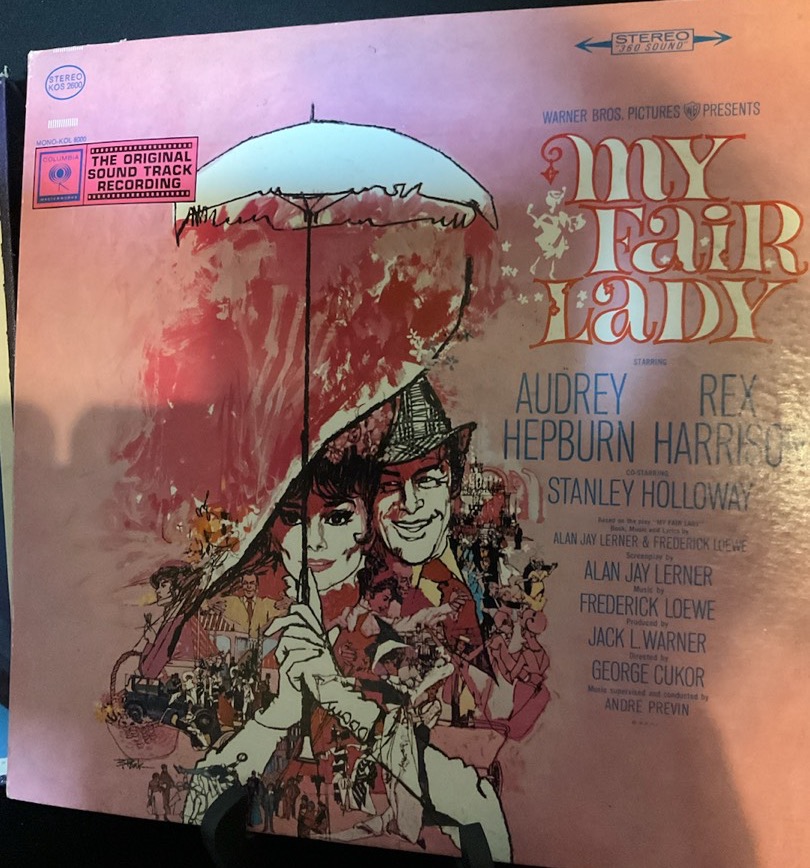 STEREO
KOS 2600
STEREO
"360 SOUND"
WARNER BROS. PICTURES WB PRESENTS
MONO-KOL 8000
COLUMBIA
MASTERWORKS
THE ORIGINAL
SOUND TRACK
RECORDING
MY
FaiR
LaDY
STARRING
AUDREY HEPBURN
REX HARRISON
CO-STARRING
STANLEY HOLLOWAY
Based on the play "MY FAIR LADY"
Book, Music and Lyrics by
ALAN JAY LERNER & FREDERICK LOEWE
Screenplay by
ALAN JAY LERNER
Music by
FREDERICK LOEWE
Produced by
JACK L. WARNER
Directed by
GEORGE CUKOR
Music supervised and conducted by
ANDRE PREVIN